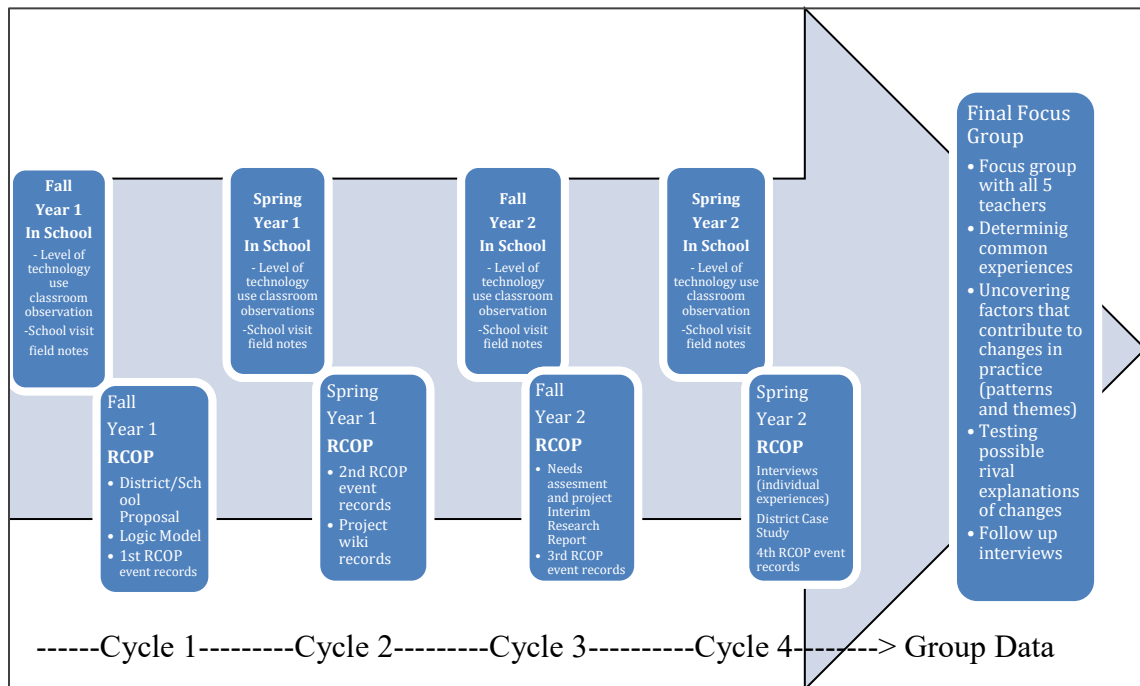 Fall
Year 1
In School
- Level of
technology
use
classroom
observation
-School visit
field notes
Fall
Year 1
RCOP
• District/Sch
ool
Proposal
• Logic Model
• 1st RCOP
event records
Spring
Year 1
In School
- Level of
technology
use classroom
observations
-School visit
field notes
Spring
Year 1
RCOP
• 2nd RCOP
event
records
• Project
wiki
records
Fall
Year 2
In School
- Level of
technology
use classroom
observation
-School visit
field notes
Fall
Year 2
RCOP
• Needs
assesment
and project
Interim
Research
Report
• 3rd RCOP
event records
Spring
Year 2
In School
- Level of
technology use
classroom
observation
-School visit
field notes
Spring
Year 2
RCOP
Interviews
(individual
experiences)
District Case
Study
4th RCOP event
records
Final Focus
Group
• Focus group
with all 5
teachers
• Determinig
common
experiences
• Uncovering
factors that
contribute to
changes in
practice
(patterns
and themes)
• Testing
possible
rival
explanations
of changes
• Follow up
interviews
------Cycle 1---------Cycle 2---------Cycle 3-----------Cycle 4--------> Group Data